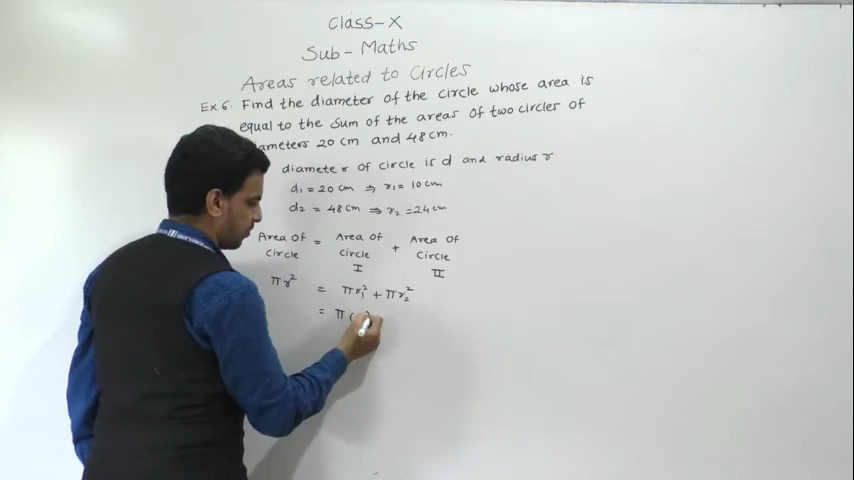 Class-X
Sub - Maths
Areas related to Circles
Ex 6. Find the diameter of the circle whose area is
equal to the sum of the areas of two circles of
diameters 20 cm and 48 cm.
diameter of circle is d and radius r
d₁ = 20 cm ⇒ r₁ = 10 cm
d₂ = 48 cm ⇒ r₂ = 24 cm
Area of circle = Area of circle I + Area of circle II
πr² = πr₁² + πr₂²
= π(